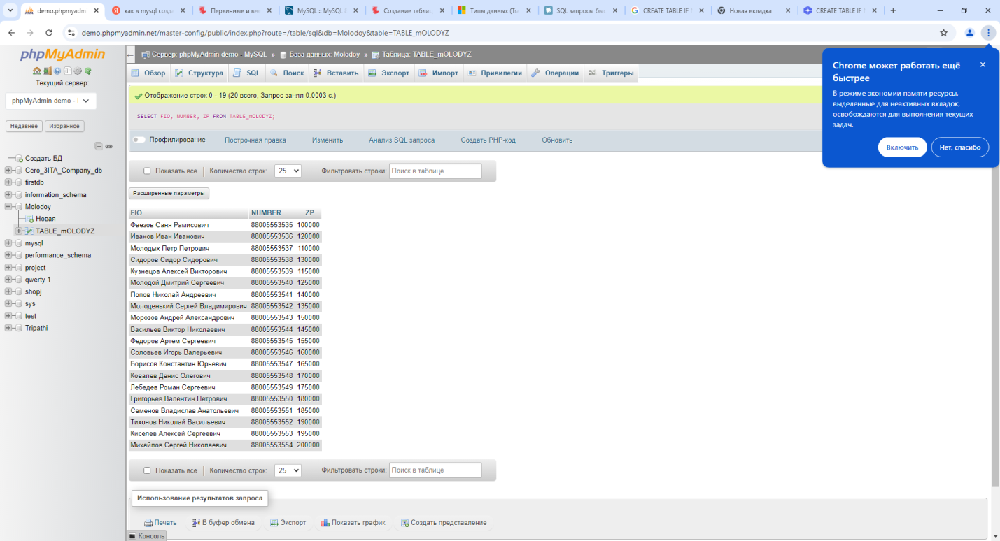 demo.phpmyadm
как в mysql созд
Первичные и вн
MySQL :: MySQL 8
Создание таблиц
Типы данных (Tra
SQL запросы быс
CREATE TABLE IF
Новая вкладка
CREATE TABLE IF
demo.phpmyadmin.net/master-config/public/index.php?route=/table/sql&db=Molodoy&table=TABLE_mOLODYZ
phpMyAdmin
Текущий сервер:
phpMyAdmin demo -
Недавнее Избранное
Создать БД
Cero_3ITA_Company_db
firstdb
information_schema
Molodoy
Новая
TABLE_mOLODYZ
mysql
performance_schema
project
qwerty 1
shopj
sys
test
Tripathi
Сервер: phpMyAdmin demo - MySQL » База данных: Molodoy » Таблица: TABLE_mOLODYZ
Обзор Структура SQL Поиск Вставить Экспорт Импорт Привилегии Операции Триггеры
Отображение строк 0 - 19 (20 всего, Запрос занял 0.0003 с.)
SELECT FIO, NUMBER, ZP FROM TABLE_mOLODYZ;
Профилирование Построчная правка Изменить Анализ SQL запроса Создать PHP-код Обновить
Показать все Количество строк: 25 Фильтровать строки: Поиск в таблице
Расширенные параметры
FIO NUMBER ZP
Фаезов Саня Рамисович 88005553535 100000
Иванов Иван Иванович 88005553536 120000
Молодых Петр Петрович 88005553537 110000
Сидоров Сидор Сидорович 88005553538 130000
Кузнецов Алексей Викторович 88005553539 115000
Молодой Дмитрий Сергеевич 88005553540 125000
Попов Николай Андреевич 88005553541 140000
Молоденький Сергей Владимирович 88005553542 135000
Морозов Андрей Александрович 88005553543 150000
Васильев Виктор Николаевич 88005553544 145000
Федоров Артем Сергеевич 88005553545 155000
Соловьев Игорь Валерьевич 88005553546 160000
Борисов Константин Юрьевич 88005553547 165000
Ковалев Денис Олегович 88005553548 170000
Лебедев Роман Сергеевич 88005553549 175000
Григорьев Валентин Петрович 88005553550 180000
Семенов Владислав Анатольевич 88005553551 185000
Тихонов Николай Васильевич 88005553552 190000
Киселев Алексей Сергеевич 88005553553 195000
Михайлов Сергей Николаевич 88005553554 200000
Показать все Количество строк: 25 Фильтровать строки: Поиск в таблице
Использование результатов запроса
Печать В буфер обмена Экспорт Показать график Создать представление
Консоль
Chrome может работать ещё
быстрее
В режиме экономии памяти ресурсы,
выделенные для неактивных вкладок,
освобождаются для выполнения текущих
задач.
Включить Нет, спасибо